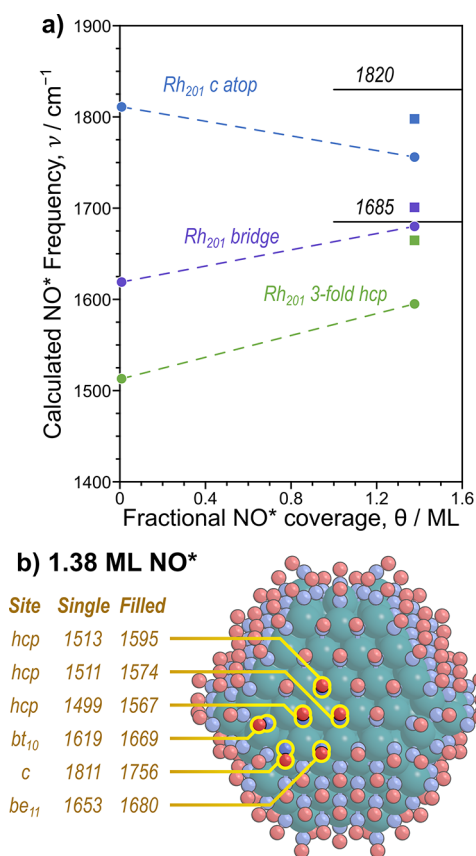 a)
1900
1800
1700
1600
1500
1400
Calculated NO* Frequency, ν / cm⁻¹
Rh₂₀₁ c atop
1820
1685
Rh₂₀₁ bridge
Rh₂₀₁ 3-fold hcp
0 0.4 0.8 1.2 1.6
Fractional NO* coverage, θ / ML
b) 1.38 ML NO*
Site Single Filled
hcp 1513 1595
hcp 1511 1574
hcp 1499 1567
bt₁₀ 1619 1669
c 1811 1756
be₁₁ 1653 1680